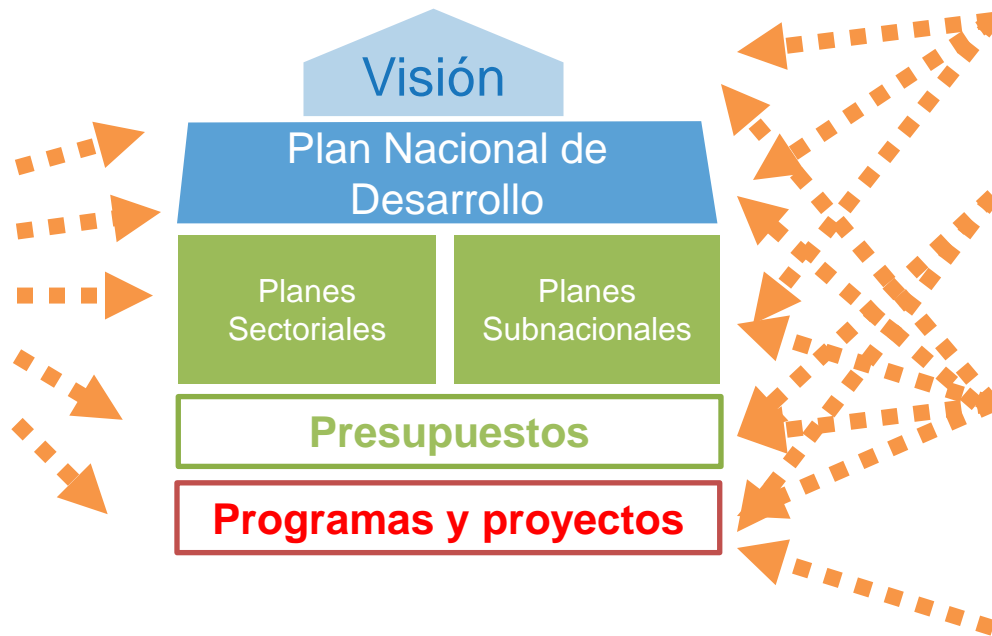 Visión
Plan Nacional de
Desarrollo
Planes
Sectoriales
Planes
Subnacionales
Presupuestos
Programas y proyectos